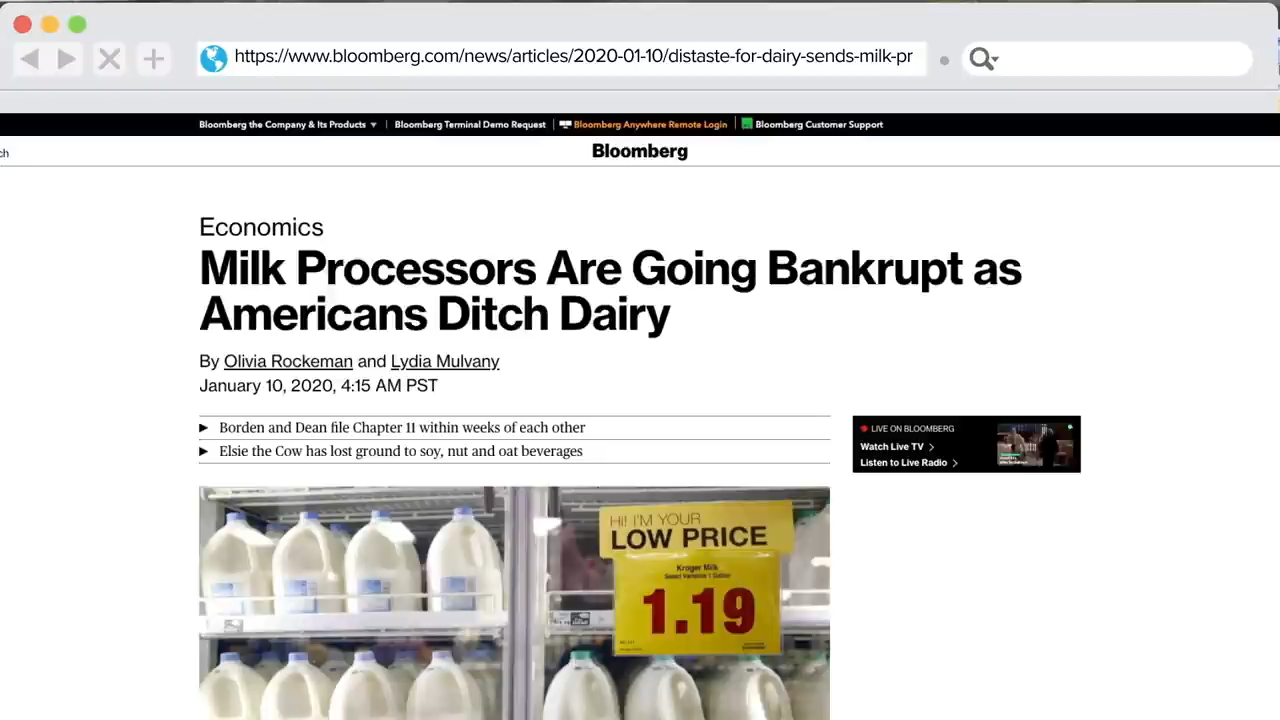 https://www.bloomberg.com/news/articles/2020-01-10/distaste-for-dairy-sends-milk-pr
Bloomberg the Company & Its Products
Bloomberg Terminal Demo Request
Bloomberg Anywhere Remote Login
Bloomberg Customer Support
ch
Bloomberg
Economics
Milk Processors Are Going Bankrupt as
Americans Ditch Dairy
By Olivia Rockeman and Lydia Mulvany
January 10, 2020, 4:15 AM PST
Borden and Dean file Chapter 11 within weeks of each other
Elsie the Cow has lost ground to soy, nut and oat beverages
LIVE ON BLOOMBERG
Watch Live TV
Listen to Live Radio
HI! I'M YOUR
LOW PRICE
Kroger Milk
1.19